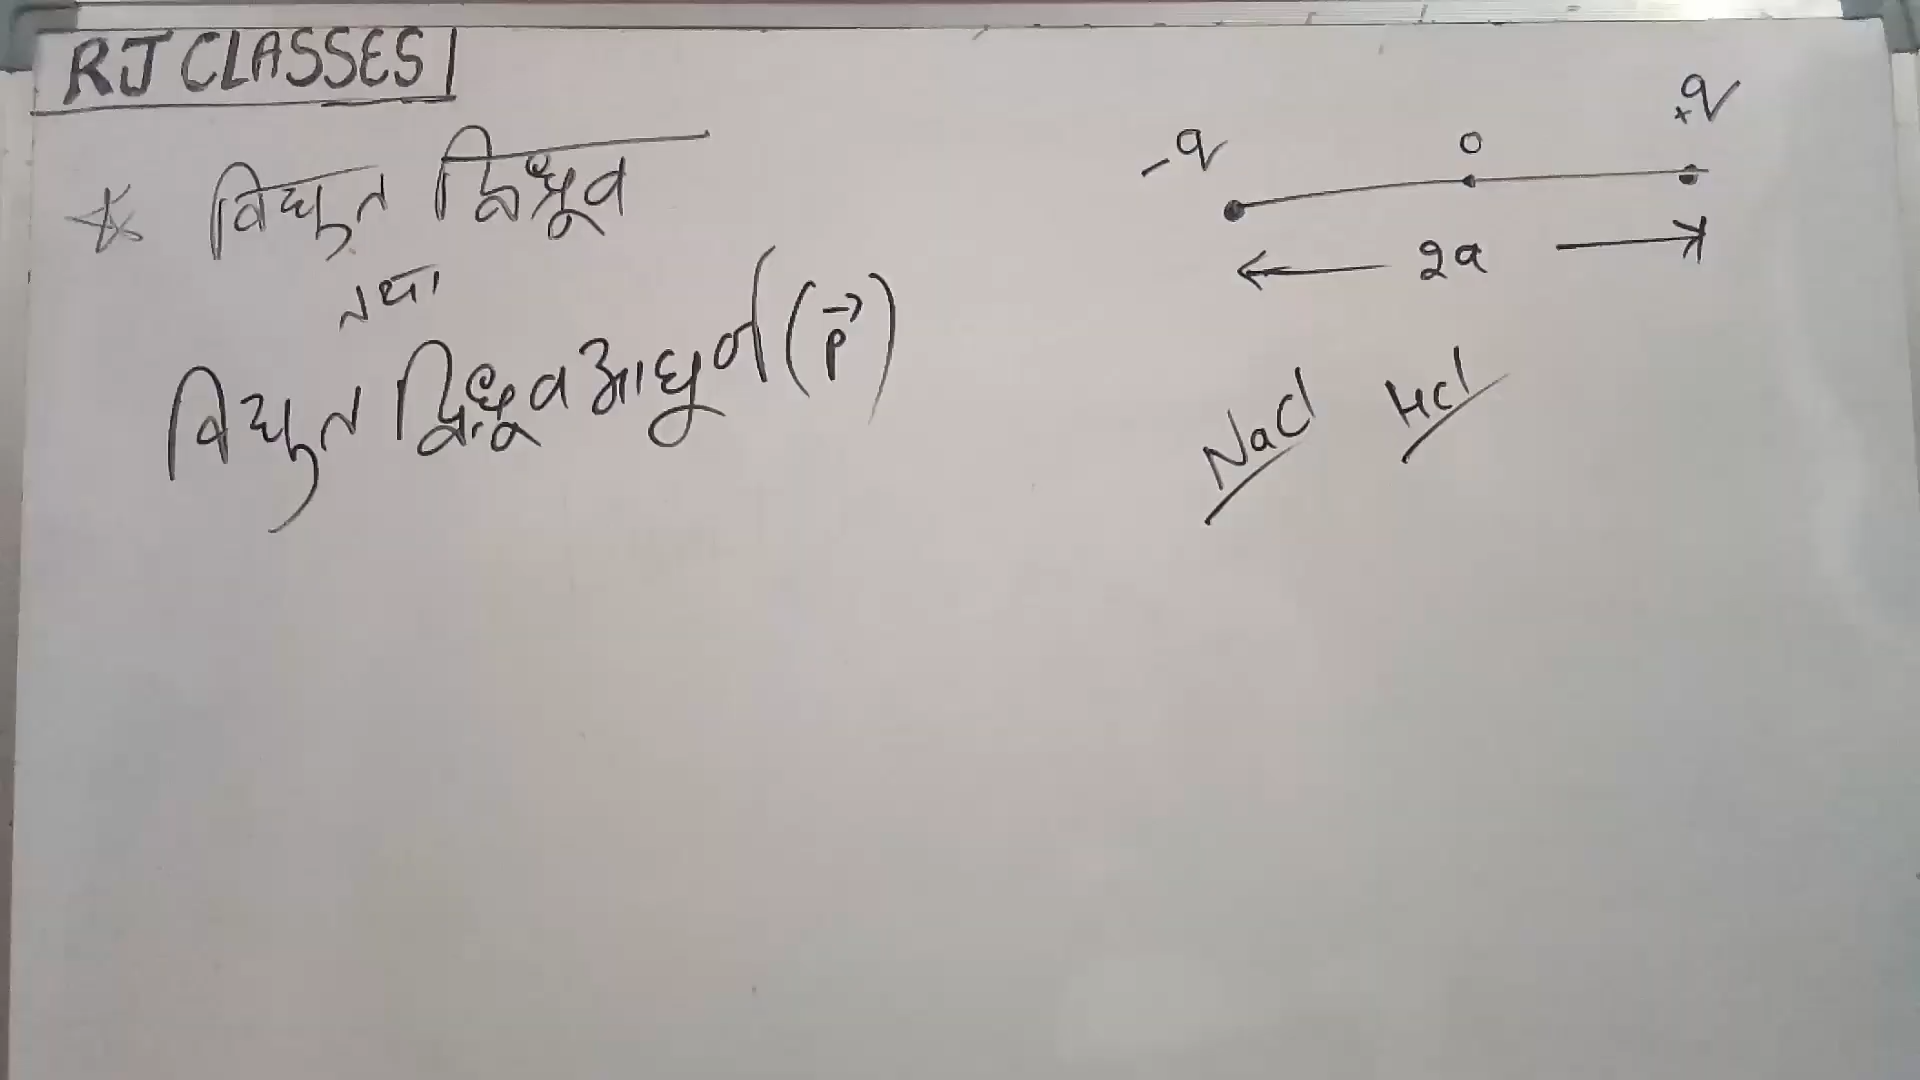 RJ CLASSES
* विद्युत द्विध्रुव
तथा
विद्युत द्विध्रुव आघुर्ण (p⃗)
-q
o
+q
2a
NaCl HCl